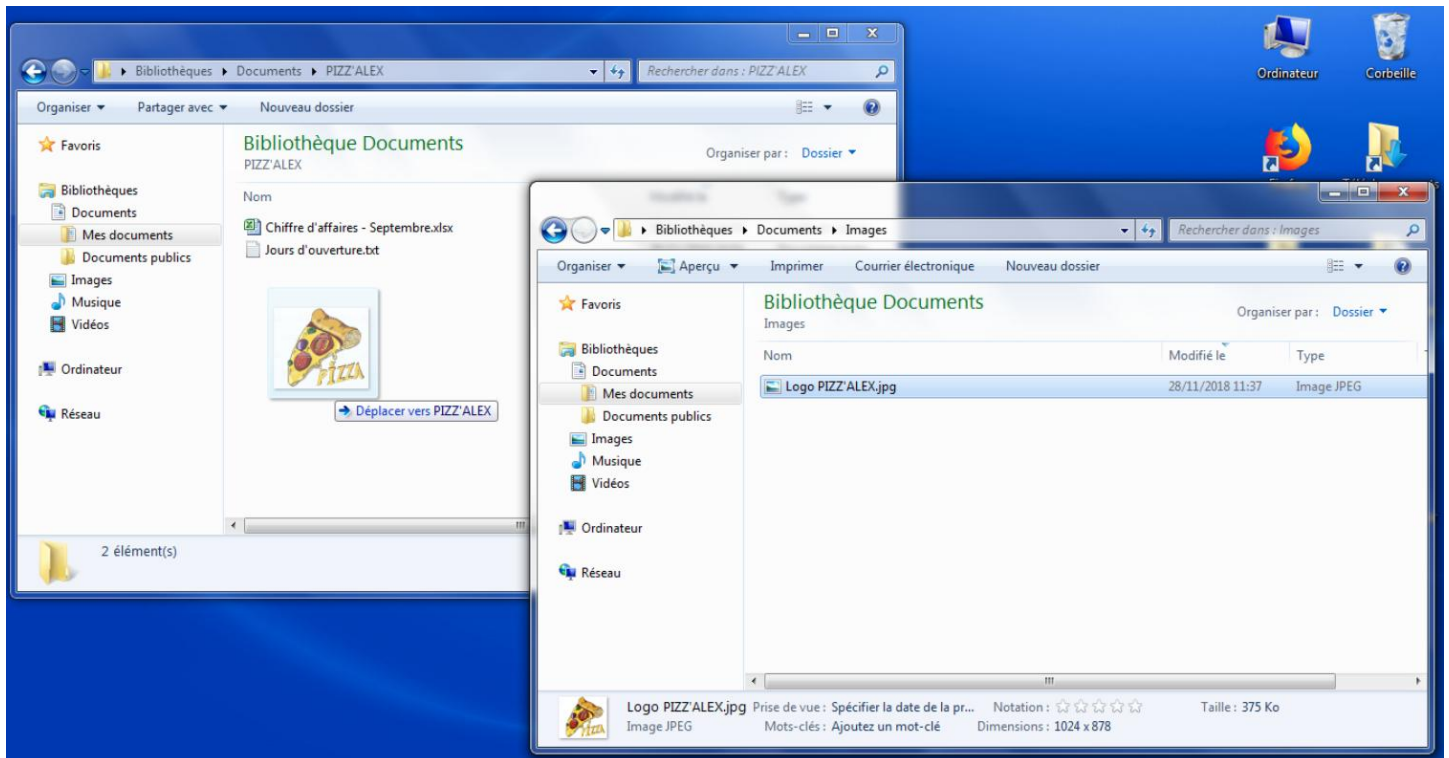 Ordinateur
Corbeille
Bibliothèques Documents PIZZ'ALEX
Rechercher dans : PIZZ'ALEX
Organiser Partager avec Nouveau dossier
Favoris
Bibliothèques
Documents
Mes documents
Documents publics
Images
Musique
Vidéos
Ordinateur
Réseau
Bibliothèque Documents
PIZZ'ALEX
Organiser par : Dossier
Nom
Chiffre d'affaires - Septembre.xlsx
Jours d'ouverture.txt
PIZZA
Déplacer vers PIZZ'ALEX
2 élément(s)
Bibliothèques Documents Images
Rechercher dans : Images
Organiser Aperçu Imprimer Courrier électronique Nouveau dossier
Favoris
Bibliothèques
Documents
Mes documents
Documents publics
Images
Musique
Vidéos
Ordinateur
Réseau
Bibliothèque Documents
Images
Organiser par : Dossier
Nom Modifié le Type
Logo PIZZ'ALEX.jpg 28/11/2018 11:37 Image JPEG
PIZZA
Logo PIZZ'ALEX.jpg Prise de vue : Spécifier la date de la pr... Notation : Taille : 375 Ko
Image JPEG Mots-clés : Ajoutez un mot-clé Dimensions : 1024 x 878